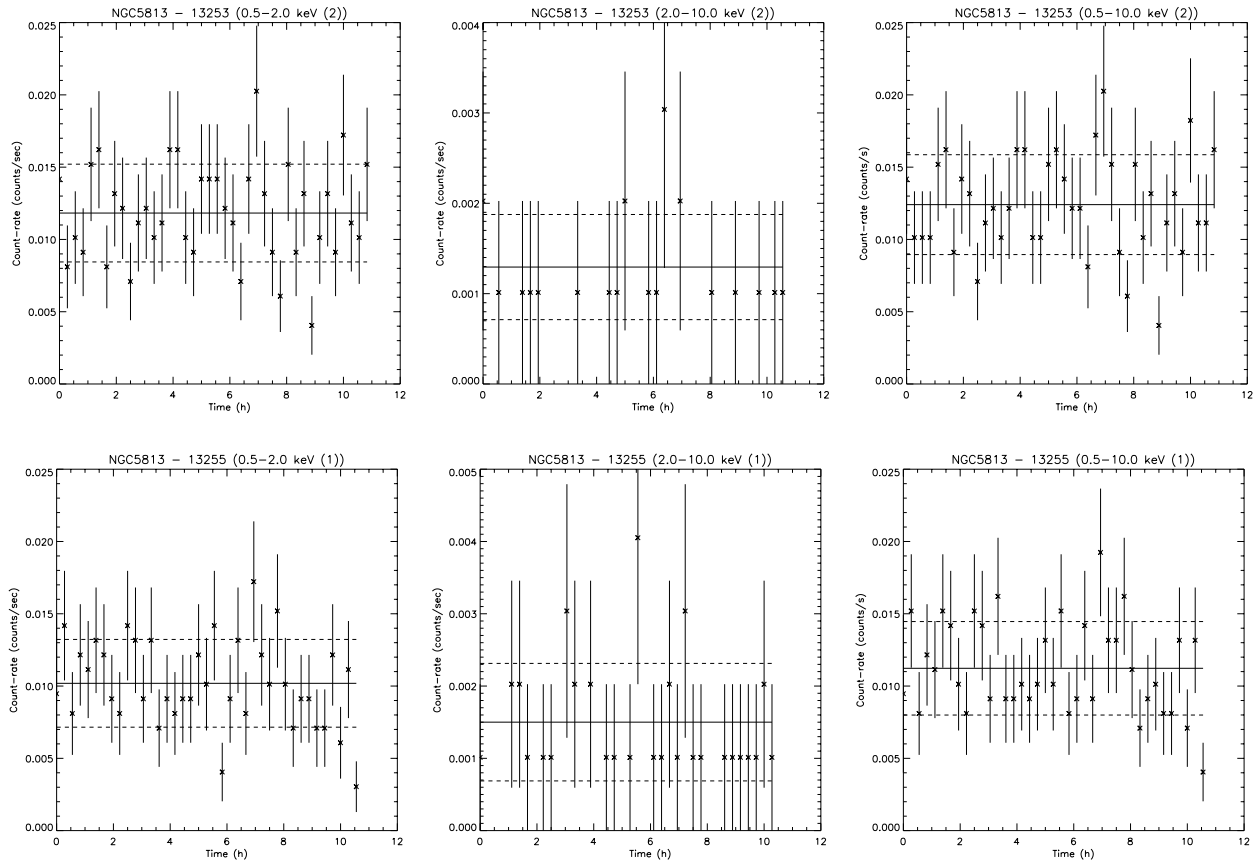 NGC5813 − 13253 (0.5−2.0 keV (2))
0.025
0.020
0.015
0.010
0.005
0.000
Count−rate (counts/sec)
0 2 4 6 8 10 12
Time (h)
NGC5813 − 13253 (2.0−10.0 keV (2))
0.004
0.003
0.002
0.001
0.000
Count−rate (counts/sec)
0 2 4 6 8 10 12
Time (h)
NGC5813 − 13253 (0.5−10.0 keV (2))
0.025
0.020
0.015
0.010
0.005
0.000
Count−rate (counts/s)
0 2 4 6 8 10 12
Time (h)
NGC5813 − 13255 (0.5−2.0 keV (1))
0.025
0.020
0.015
0.010
0.005
0.000
Count−rate (counts/sec)
0 2 4 6 8 10 12
Time (h)
NGC5813 − 13255 (2.0−10.0 keV (1))
0.005
0.004
0.003
0.002
0.001
0.000
Count−rate (counts/sec)
0 2 4 6 8 10 12
Time (h)
NGC5813 − 13255 (0.5−10.0 keV (1))
0.025
0.020
0.015
0.010
0.005
0.000
Count−rate (counts/s)
0 2 4 6 8 10 12
Time (h)